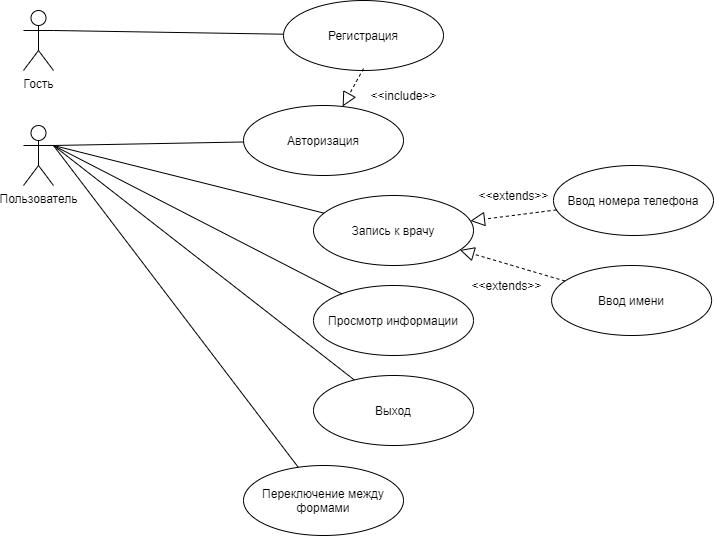 Регистрация
Гость
<<include>>
Авторизация
Пользователь
<<extends>>
Ввод номера телефона
Запись к врачу
<<extends>>
Ввод имени
Просмотр информации
Выход
Переключение между
формами